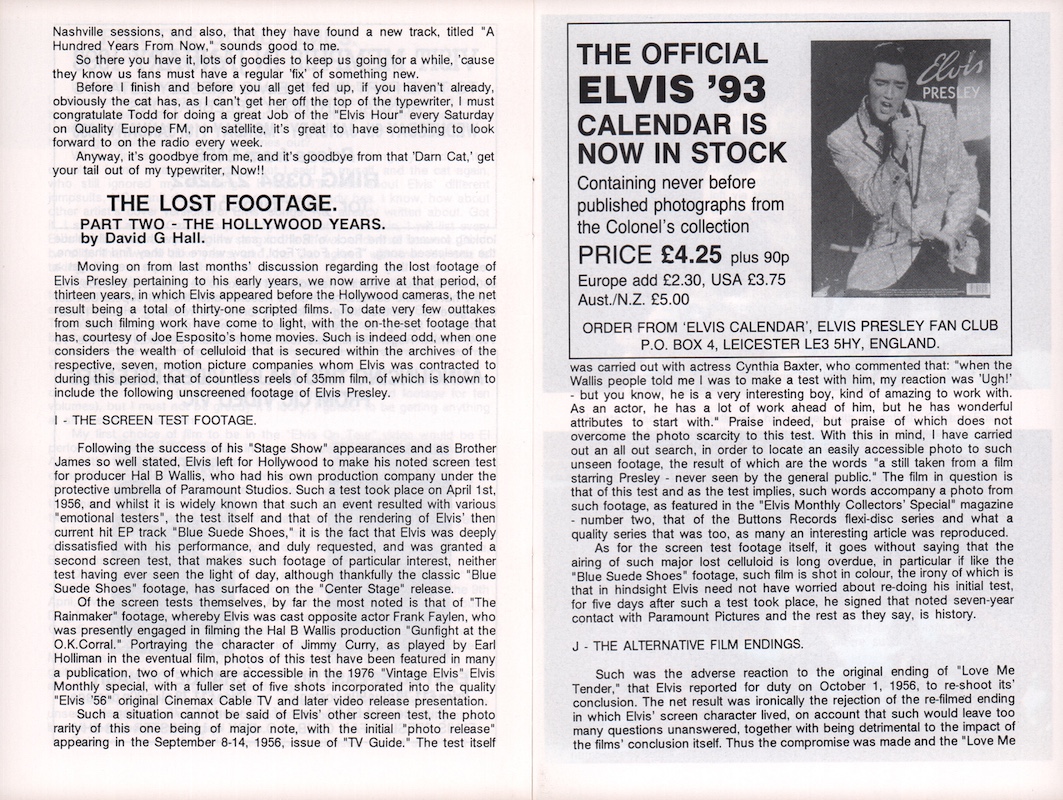 Nashville sessions, and also, that they have found a new track, titled "A
Hundred Years From Now," sounds good to me.
So there you have it, lots of goodies to keep us going for a while, 'cause
they know us fans must have a regular 'fix' of something new.
Before I finish and before you all get fed up, if you haven't already,
obviously the cat has, as I can't get her off the top of the typewriter, I must
congratulate Todd for doing a great Job of the "Elvis Hour" every Saturday
on Quality Europe FM, on satellite, it's great to have something to look
forward to on the radio every week.
Anyway, it's goodbye from me, and it's goodbye from that 'Darn Cat,' get
your tail out of my typewriter, Now!!
THE LOST FOOTAGE.
PART TWO - THE HOLLYWOOD YEARS.
by David G Hall.
Moving on from last months' discussion regarding the lost footage of
Elvis Presley pertaining to his early years, we now arrive at that period, of
thirteen years, in which Elvis appeared before the Hollywood cameras, the net
result being a total of thirty-one scripted films. To date very few outtakes
from such filming work have come to light, with the on-the-set footage that
has, courtesy of Joe Esposito's home movies. Such is indeed odd, when one
considers the wealth of celluloid that is secured within the archives of the
respective, seven, motion picture companies whom Elvis was contracted to
during this period, that of countless reels of 35mm film, of which is known to
include the following unscreened footage of Elvis Presley.
I - THE SCREEN TEST FOOTAGE.
Following the success of his "Stage Show" appearances and as Brother
James so well stated, Elvis left for Hollywood to make his noted screen test
for producer Hal B Wallis, who had his own production company under the
protective umbrella of Paramount Studios. Such a test took place on April 1st,
1956, and whilst it is widely known that such an event resulted with various
"emotional testers", the test itself and that of the rendering of Elvis' then
current hit EP track "Blue Suede Shoes," it is the fact that Elvis was deeply
dissatisfied with his performance, and duly requested, and was granted a
second screen test, that makes such footage of particular interest, neither
test having ever seen the light of day, although thankfully the classic "Blue
Suede Shoes" footage, has surfaced on the "Center Stage" release.
Of the screen tests themselves, by far the most noted is that of "The
Rainmaker" footage, whereby Elvis was cast opposite actor Frank Faylen, who
was presently engaged in filming the Hal B Wallis production "Gunfight at the
O.K.Corral." Portraying the character of Jimmy Curry, as played by Earl
Holliman in the eventual film, photos of this test have been featured in many
a publication, two of which are accessible in the 1976 "Vintage Elvis" Elvis
Monthly special, with a fuller set of five shots incorporated into the quality
"Elvis '56" original Cinemax Cable TV and later video release presentation.
Such a situation cannot be said of Elvis' other screen test, the photo
rarity of this one being of major note, with the initial "photo release"
appearing in the September 8-14, 1956, issue of "TV Guide." The test itself
THE OFFICIAL
ELVIS '93
CALENDAR IS
NOW IN STOCK
Containing never before
published photographs from
the Colonel's collection
PRICE £4.25 plus 90p
Europe add £2.30, USA £3.75
Aust./N.Z. £5.00
Elvis
PRESLEY
ORDER FROM 'ELVIS CALENDAR', ELVIS PRESLEY FAN CLUB
P.O. BOX 4, LEICESTER LE3 5HY, ENGLAND.
was carried out with actress Cynthia Baxter, who commented that: "when the
Wallis people told me I was to make a test with him, my reaction was 'Ugh!'
- but you know, he is a very interesting boy, kind of amazing to work with.
As an actor, he has a lot of work ahead of him, but he has wonderful
attributes to start with." Praise indeed, but praise of which does not
overcome the photo scarcity to this test. With this in mind, I have carried
out an all out search, in order to locate an easily accessible photo to such
unseen footage, the result of which are the words "a still taken from a film
starring Presley - never seen by the general public." The film in question is
that of this test and as the test implies, such words accompany a photo from
such footage, as featured in the "Elvis Monthly Collectors' Special" magazine
- number two, that of the Buttons Records flexi-disc series and what a
quality series that was too, as many an interesting article was reproduced.
As for the screen test footage itself, it goes without saying that the
airing of such major lost celluloid is long overdue, in particular if like the
"Blue Suede Shoes" footage, such film is shot in colour, the irony of which is
that in hindsight Elvis need not have worried about re-doing his initial test,
for five days after such a test took place, he signed that noted seven-year
contact with Paramount Pictures and the rest as they say, is history.
J - THE ALTERNATIVE FILM ENDINGS.
Such was the adverse reaction to the original ending of "Love Me
Tender," that Elvis reported for duty on October 1, 1956, to re-shoot its'
conclusion. The net result was ironically the rejection of the re-filmed ending
in which Elvis' screen character lived, on account that such would leave too
many questions unanswered, together with being detrimental to the impact of
the films' conclusion itself. Thus the compromise was made and the "Love Me